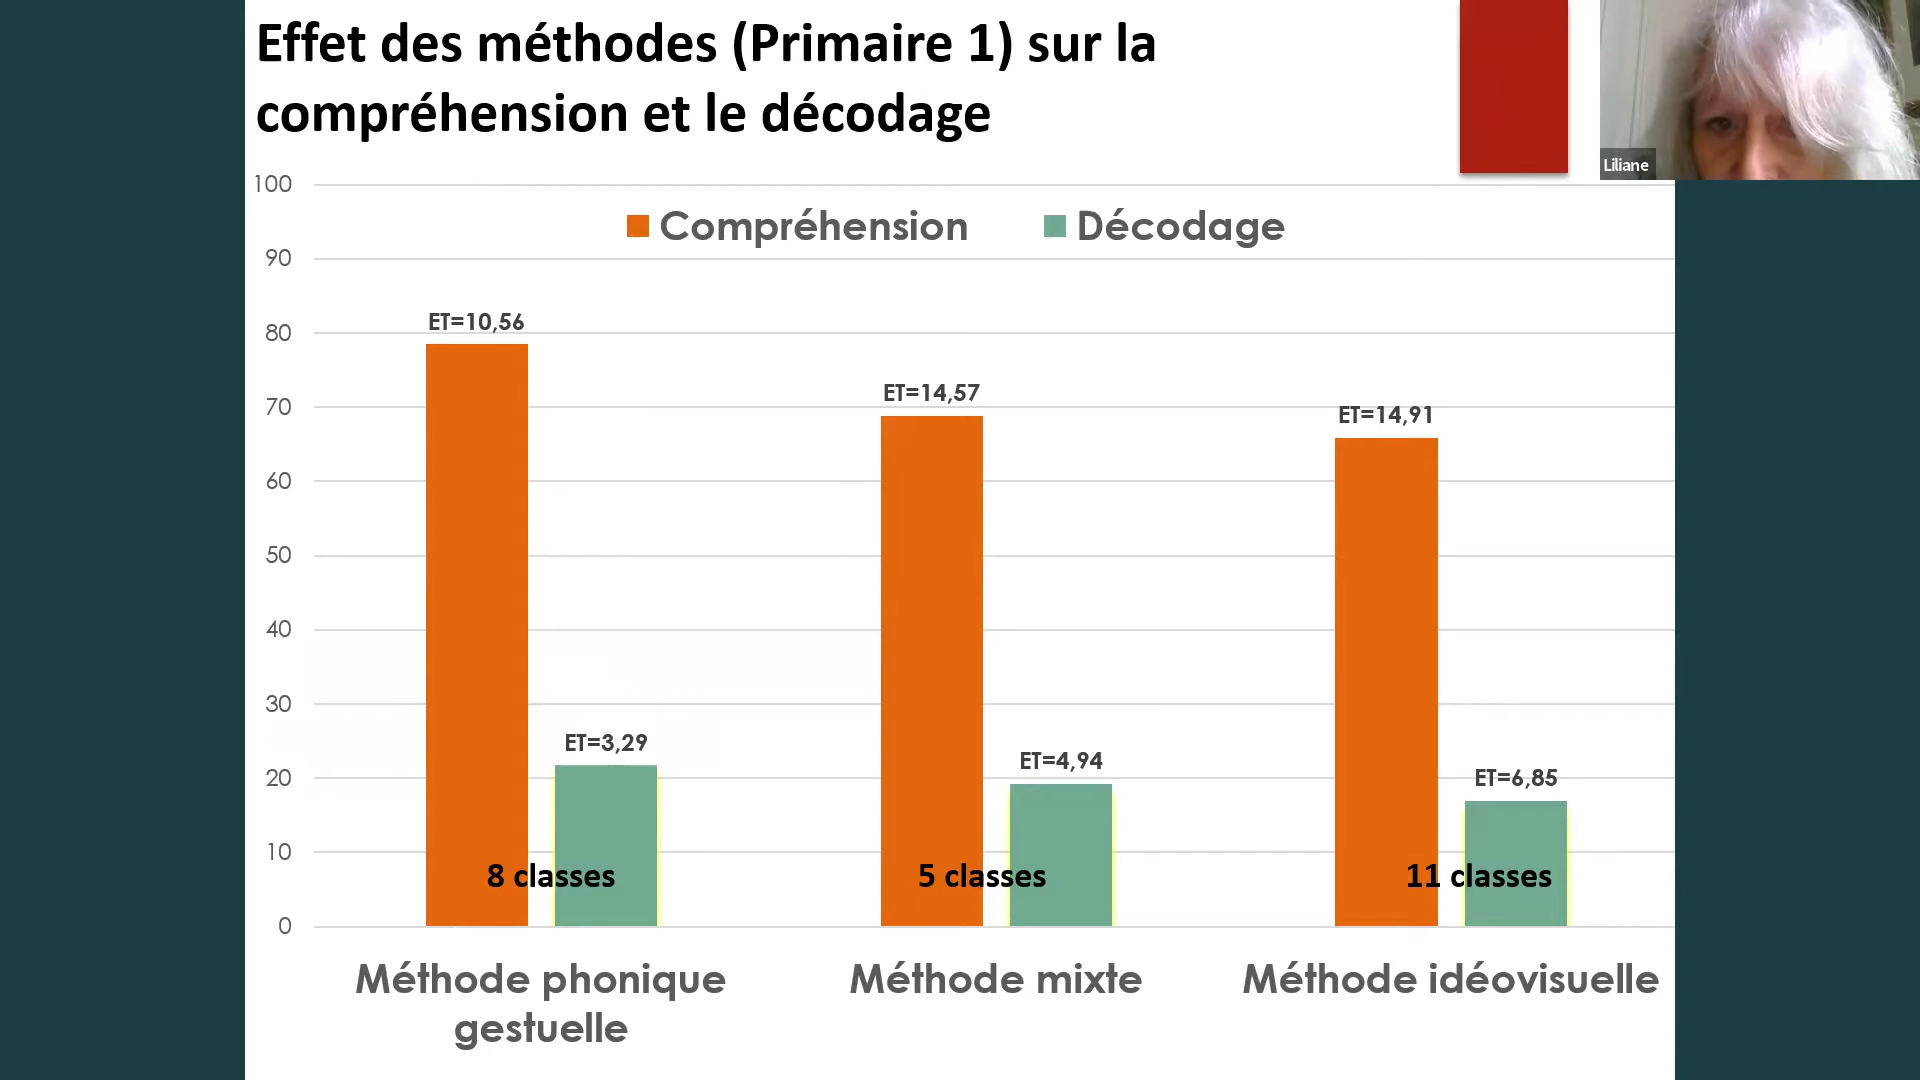 Effet des méthodes (Primaire 1) sur la
compréhension et le décodage
Liliane
100
Compréhension
Décodage
90
ET=10,56
80
ET=14,57
70
ET=14,91
60
50
40
30
ET=3,29
ET=4,94
20
ET=6,85
10
8 classes
5 classes
11 classes
0
Méthode phonique
gestuelle
Méthode mixte
Méthode idéovisuelle